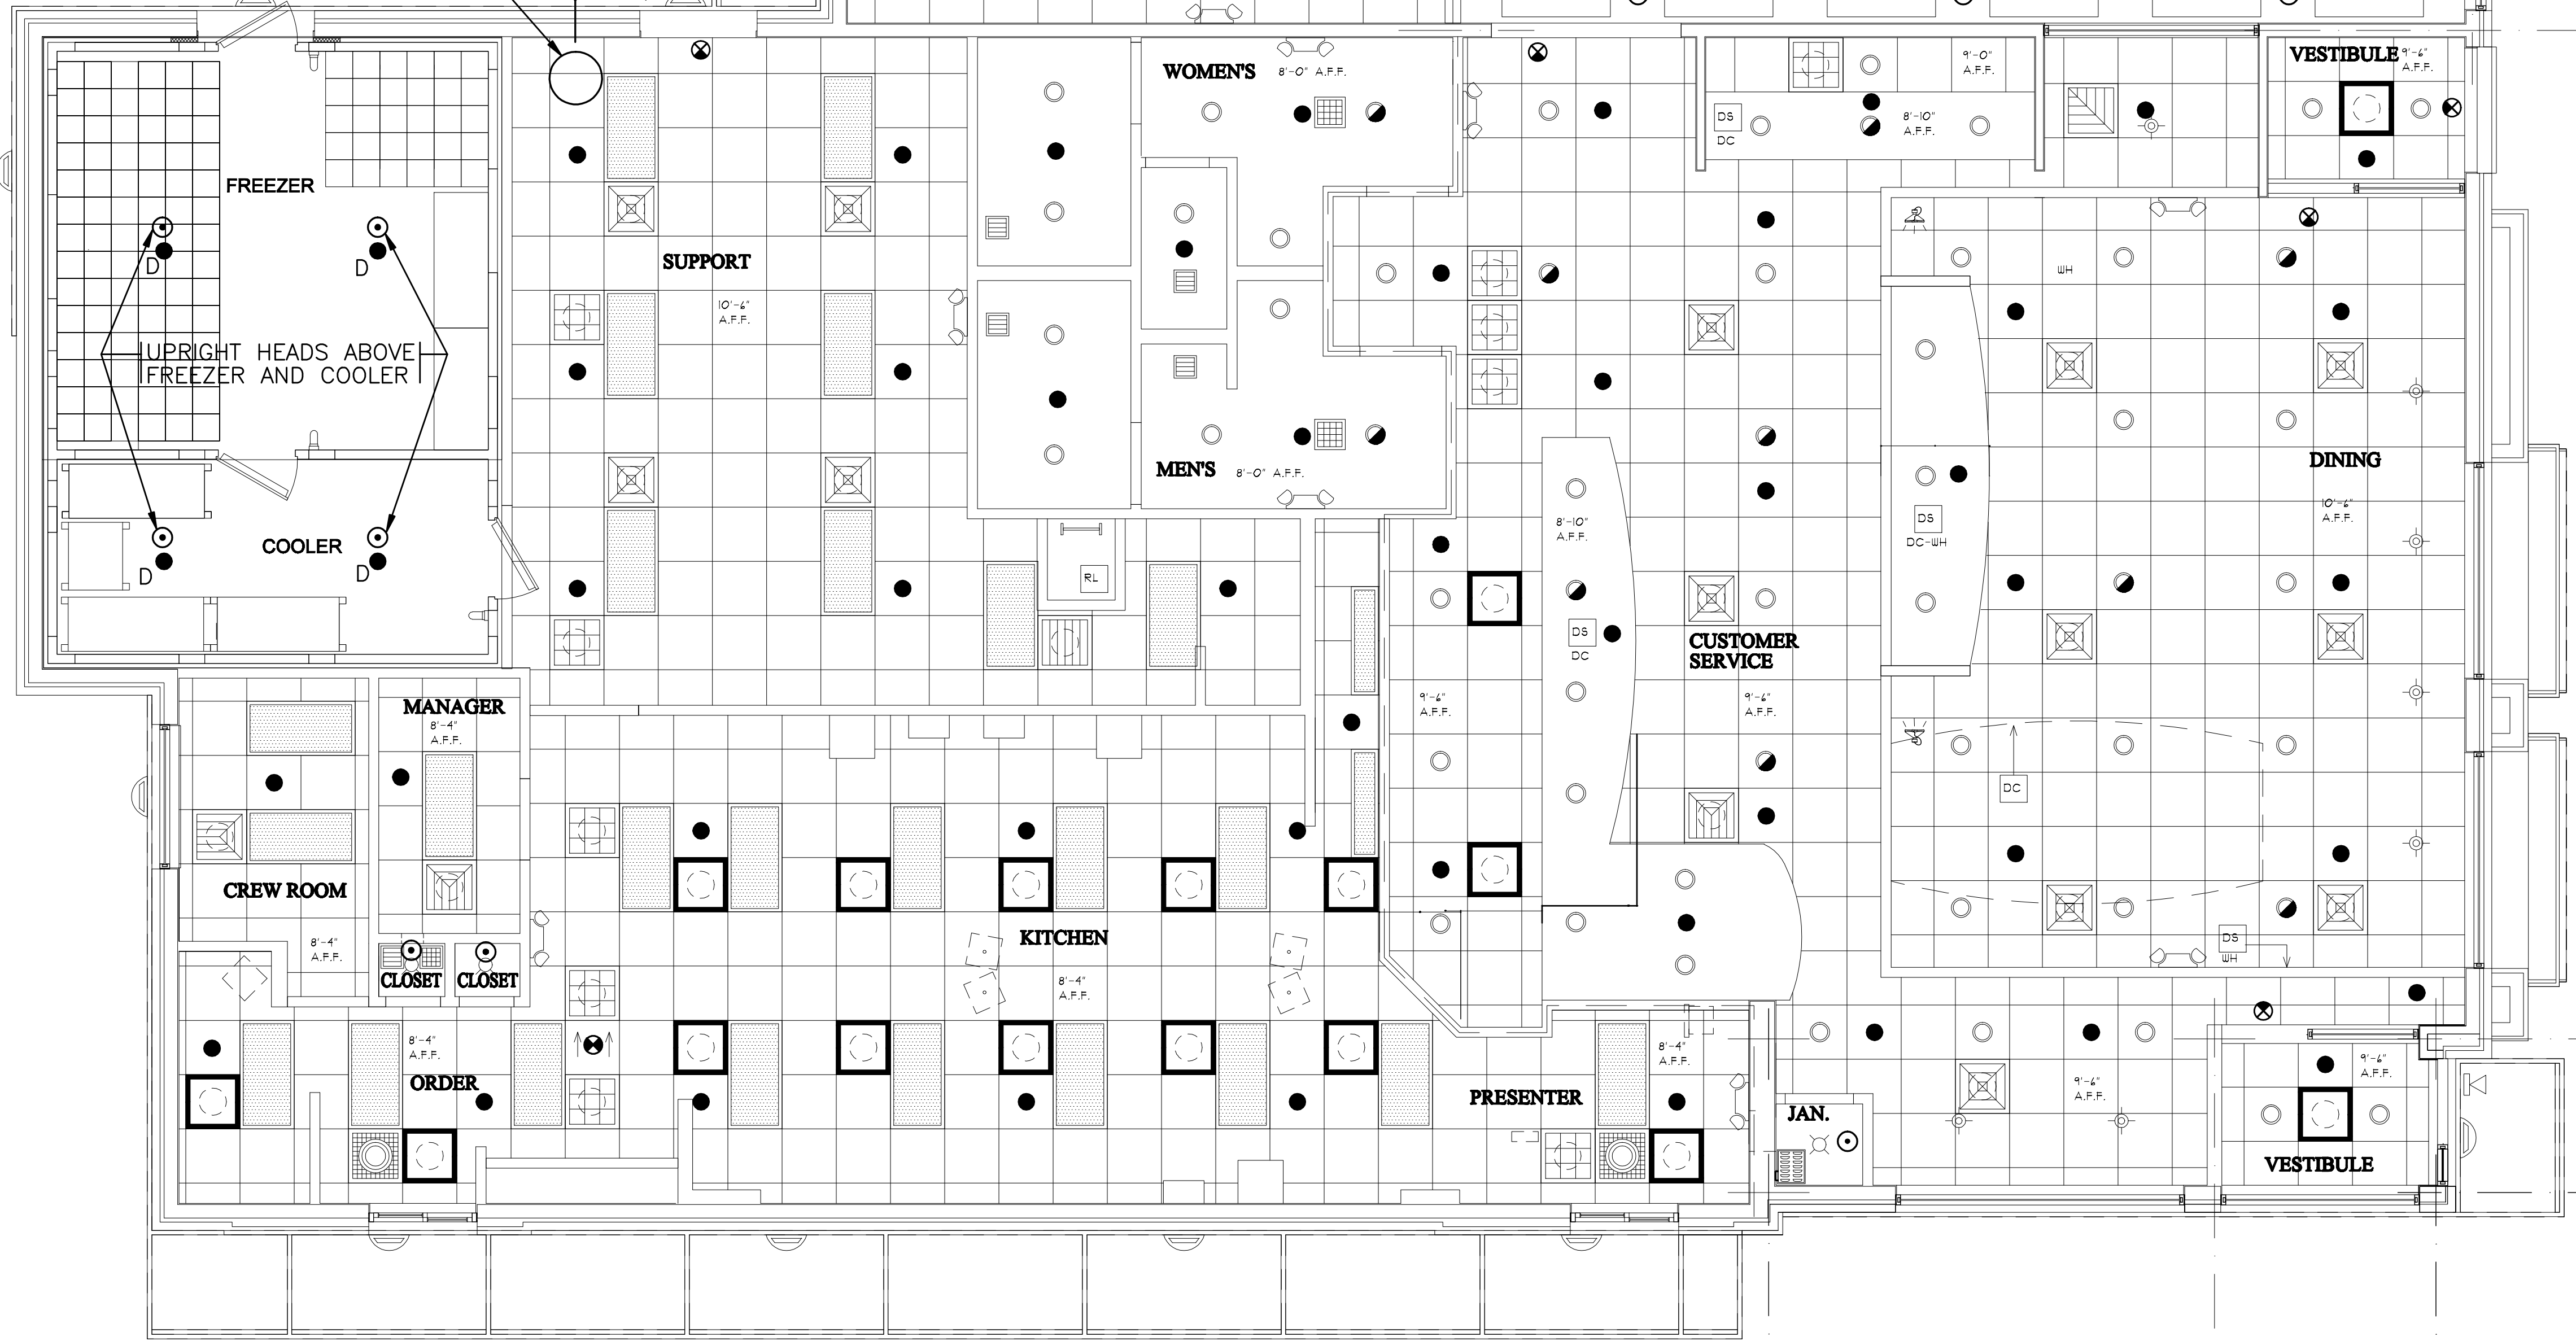 WOMEN'S
8'-0" A.F.F.
9'-0"
A.F.F.
VESTIBULE
9'-6"
A.F.F.
DS
DC
8'-10"
A.F.F.
FREEZER
D
D
SUPPORT
10'-6"
A.F.F.
WH
UPRIGHT HEADS ABOVE
FREEZER AND COOLER
MEN'S
8'-0" A.F.F.
DINING
10'-6"
A.F.F.
DS
DC-WH
8'-10"
A.F.F.
COOLER
D
D
RL
DS
DC
CUSTOMER
SERVICE
9'-6"
A.F.F.
9'-6"
A.F.F.
MANAGER
8'-4"
A.F.F.
DC
CREW ROOM
8'-4"
A.F.F.
CLOSET
CLOSET
KITCHEN
8'-4"
A.F.F.
DS
WH
8'-4"
A.F.F.
ORDER
8'-4"
A.F.F.
PRESENTER
JAN.
9'-6"
A.F.F.
9'-6"
A.F.F.
VESTIBULE